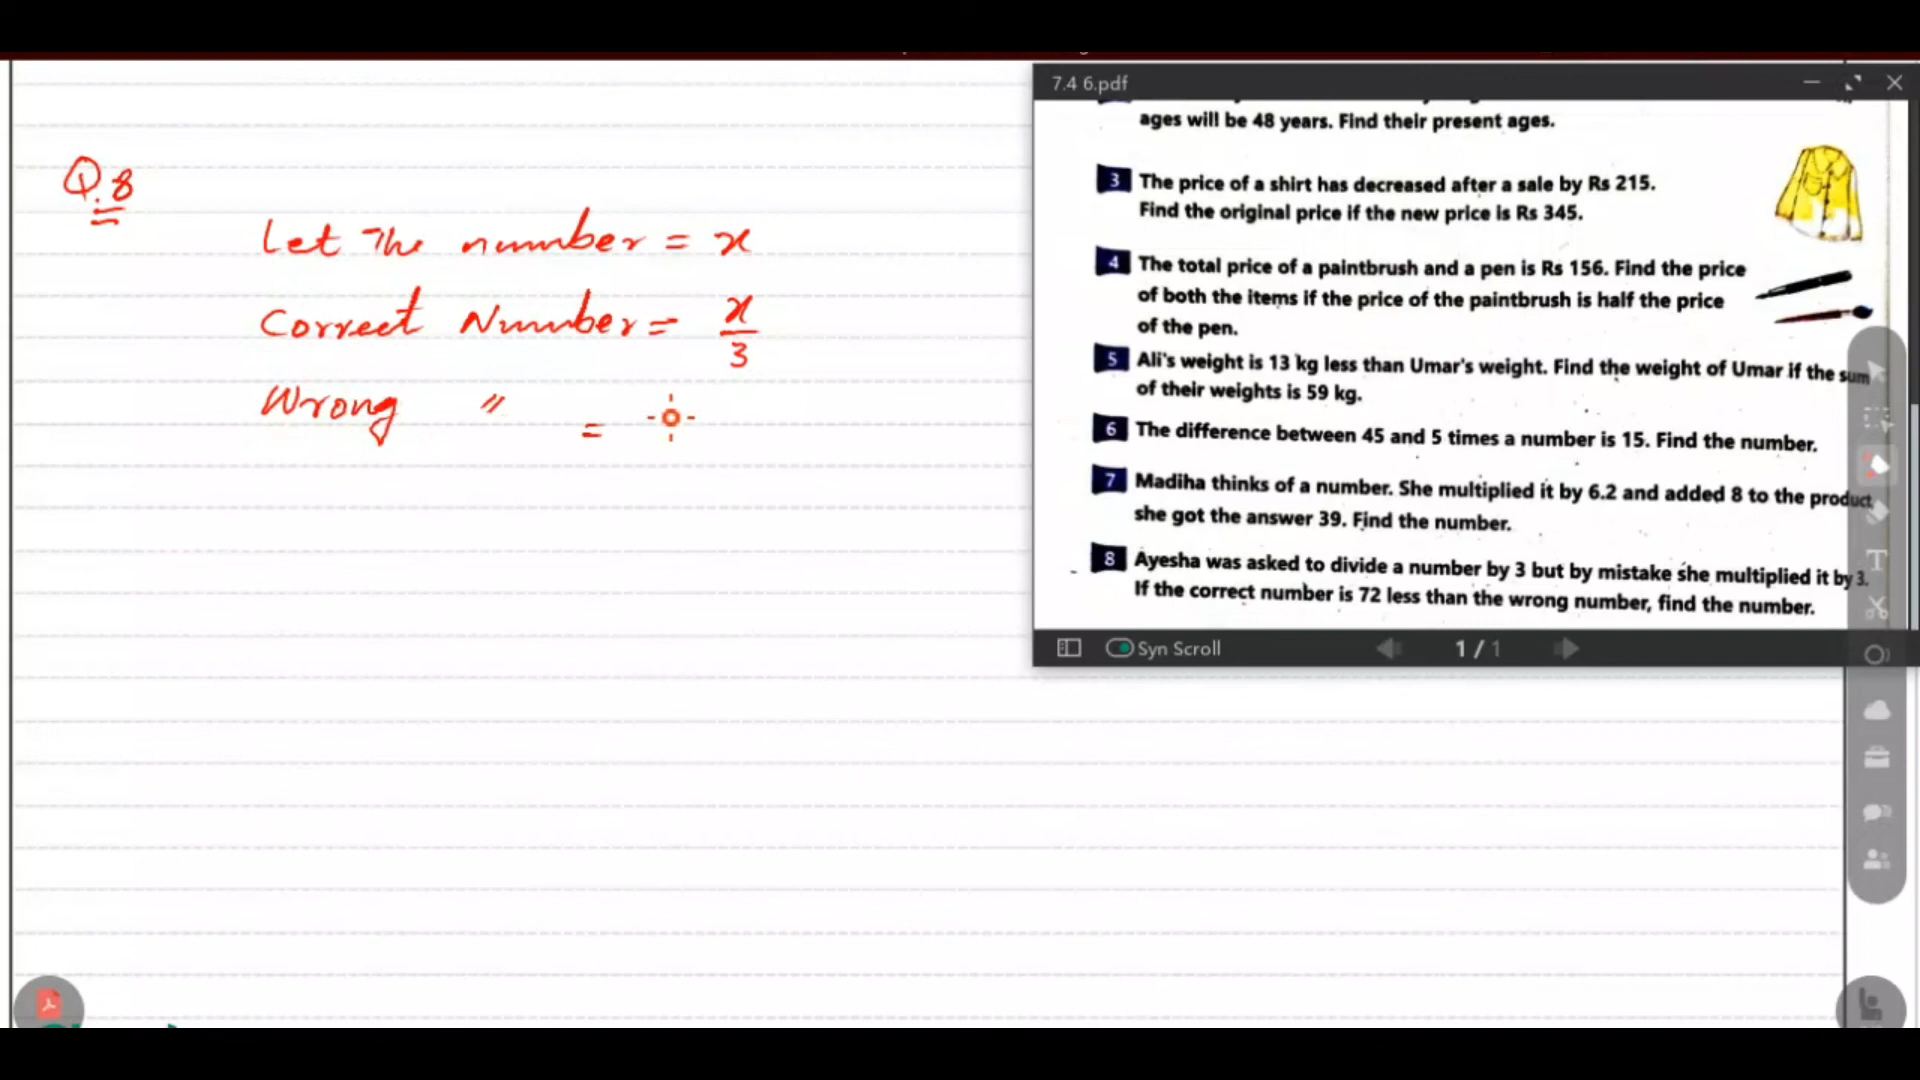 7.4 6.pdf
ages will be 48 years. Find their present ages.
3 The price of a shirt has decreased after a sale by Rs 215.
Find the original price if the new price is Rs 345.
4 The total price of a paintbrush and a pen is Rs 156. Find the price
of both the items if the price of the paintbrush is half the price
of the pen.
5 Ali's weight is 13 kg less than Umar's weight. Find the weight of Umar if the sum
of their weights is 59 kg.
6 The difference between 45 and 5 times a number is 15. Find the number.
7 Madiha thinks of a number. She multiplied it by 6.2 and added 8 to the product
she got the answer 39. Find the number.
8 Ayesha was asked to divide a number by 3 but by mistake she multiplied it by 3.
If the correct number is 72 less than the wrong number, find the number.
Syn Scroll 1 / 1
Q.8
Let The number = x
Correct Number = x/3
Wrong " =
T